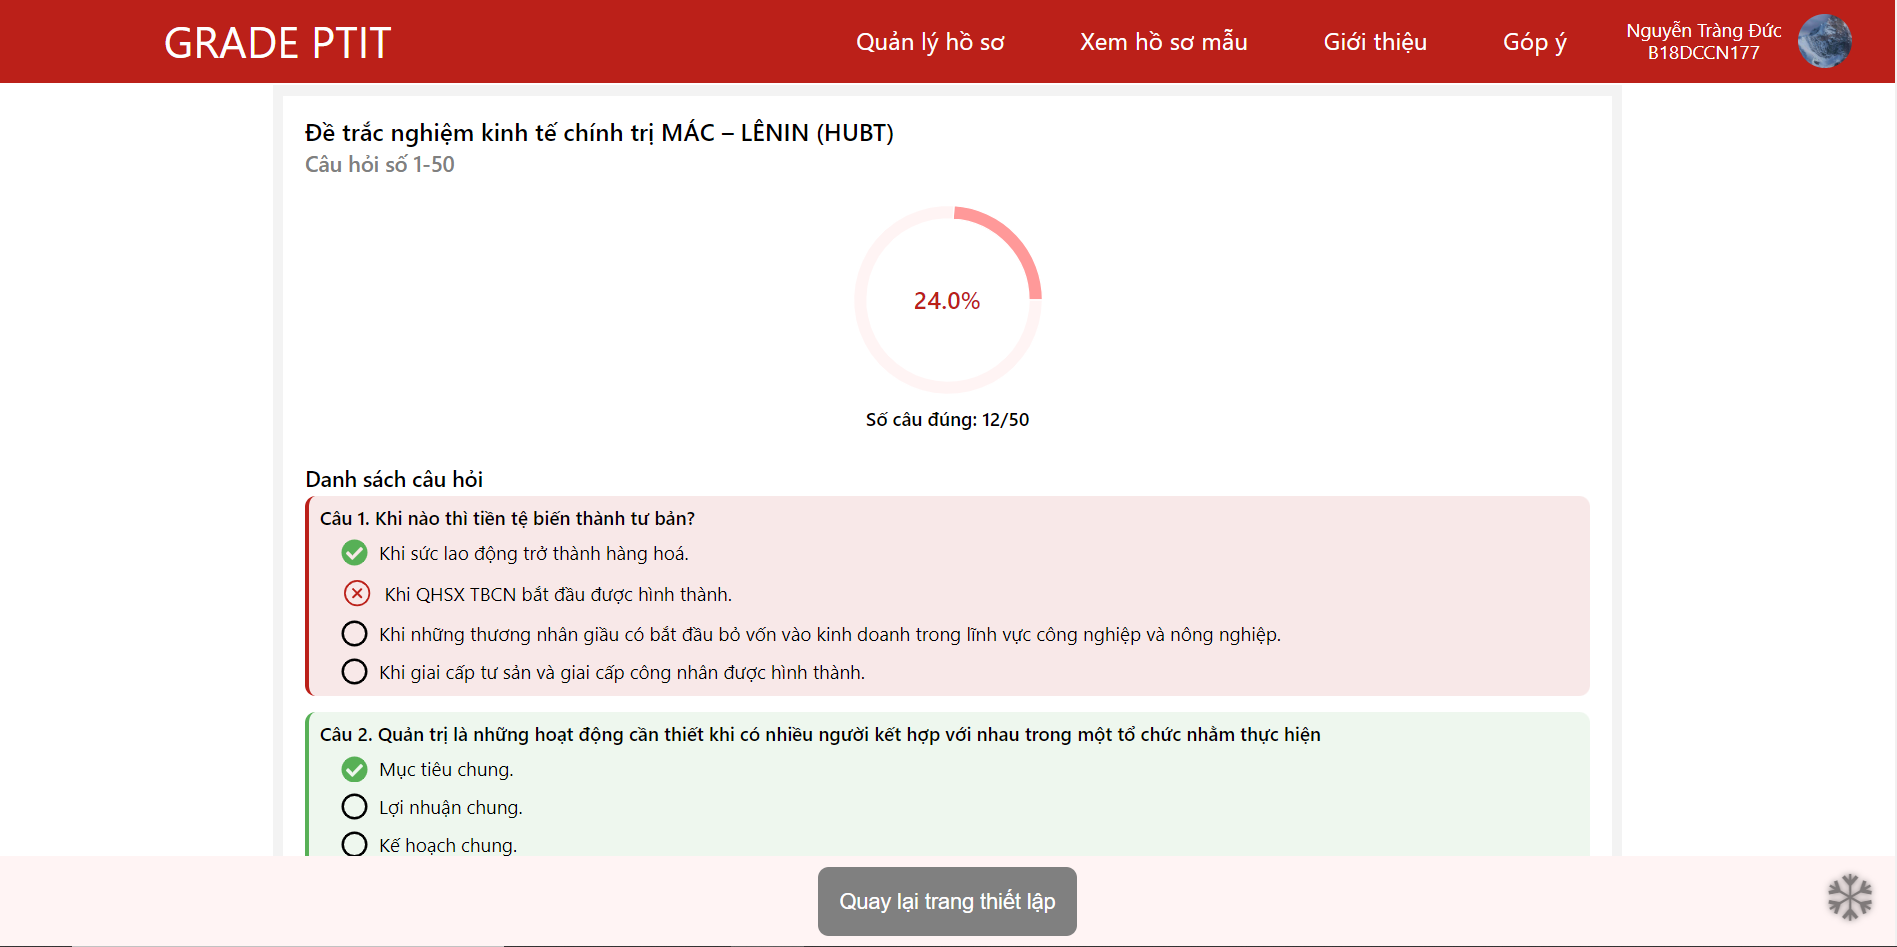 GRADE PTIT
Quản lý hồ sơ
Xem hồ sơ mẫu
Giới thiệu
Góp ý
Nguyễn Tràng Đức
B18DCCN177
Đề trắc nghiệm kinh tế chính trị MÁC – LÊNIN (HUBT)
Câu hỏi số 1-50
24.0%
Số câu đúng: 12/50
Danh sách câu hỏi
Câu 1. Khi nào thì tiền tệ biến thành tư bản?
Khi sức lao động trở thành hàng hoá.
Khi QHSX TBCN bắt đầu được hình thành.
Khi những thương nhân giầu có bắt đầu bỏ vốn vào kinh doanh trong lĩnh vực công nghiệp và nông nghiệp.
Khi giai cấp tư sản và giai cấp công nhân được hình thành.
Câu 2. Quản trị là những hoạt động cần thiết khi có nhiều người kết hợp với nhau trong một tổ chức nhằm thực hiện
Mục tiêu chung.
Lợi nhuận chung.
Kế hoạch chung.
Quay lại trang thiết lập